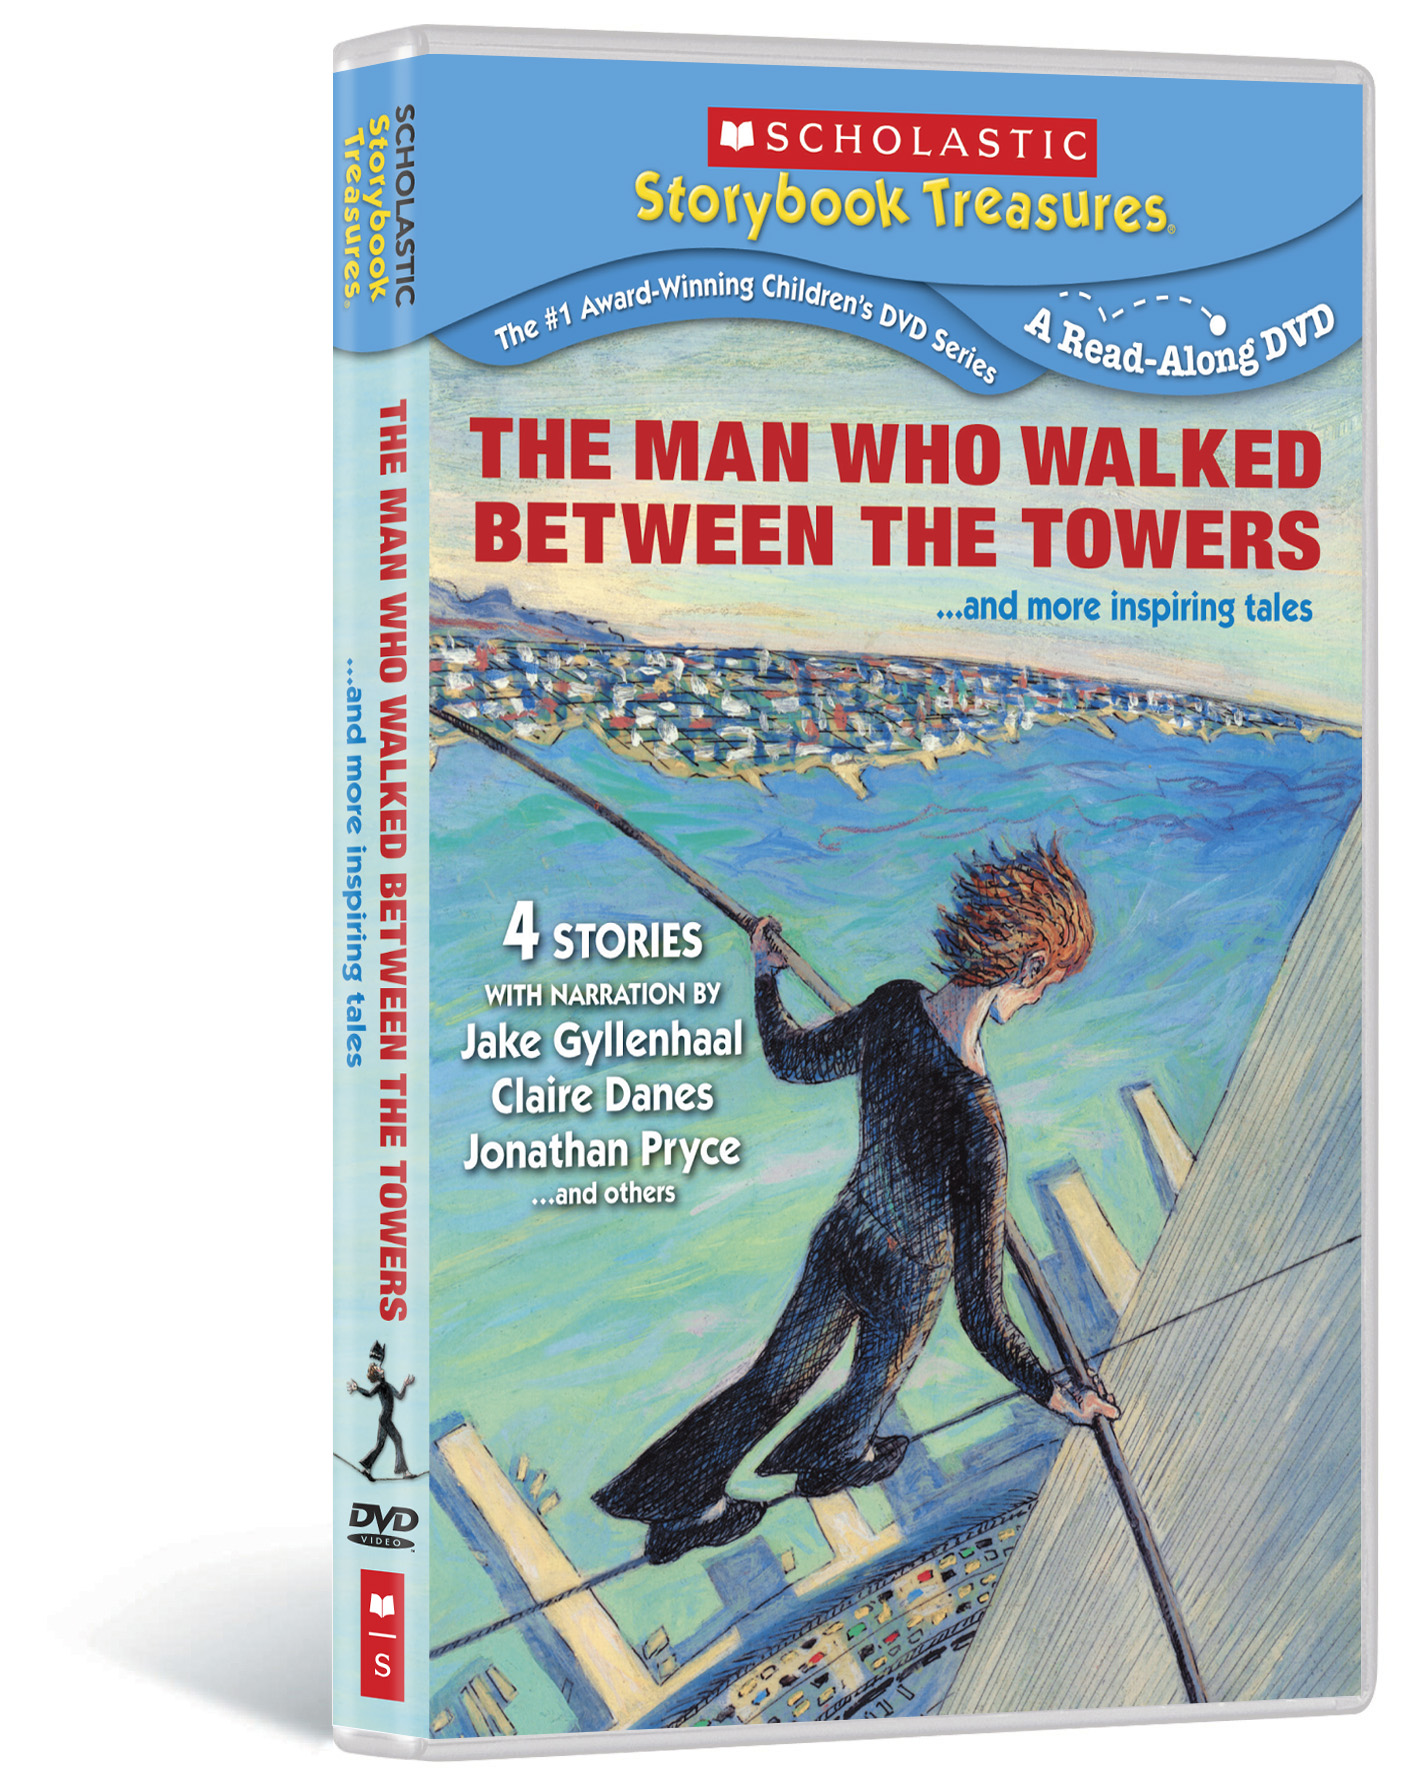 SCHOLASTIC
Storybook Treasures®
The #1 Award-Winning Children's DVD Series
A Read-Along DVD
THE MAN WHO WALKED
BETWEEN THE TOWERS
...and more inspiring tales
4 STORIES
WITH NARRATION BY
Jake Gyllenhaal
Claire Danes
Jonathan Pryce
...and others
SCHOLASTIC
Storybook
Treasures®
THE MAN WHO WALKED BETWEEN THE TOWERS
...and more inspiring tales
DVD
VIDEO™
S